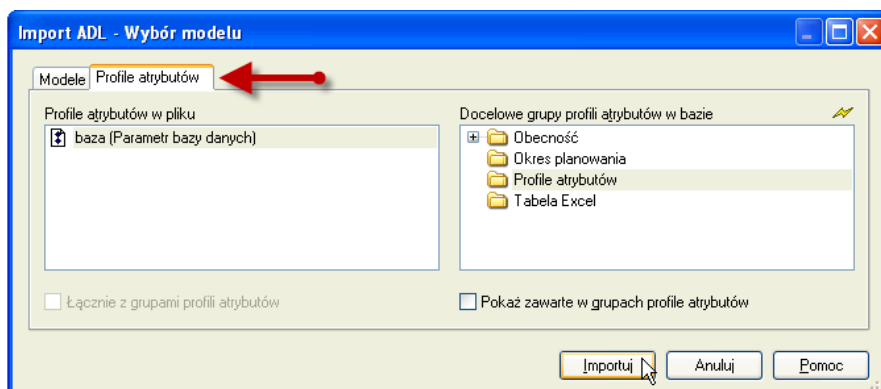 Import ADL - Wybór modelu
Modele Profile atrybutów
Profile atrybutów w pliku
baza (Parametr bazy danych)
Łącznie z grupami profili atrybutów
Docelowe grupy profili atrybutów w bazie
Obecność
Okres planowania
Profile atrybutów
Tabela Excel
Pokaż zawarte w grupach profile atrybutów
Importuj Anuluj Pomoc